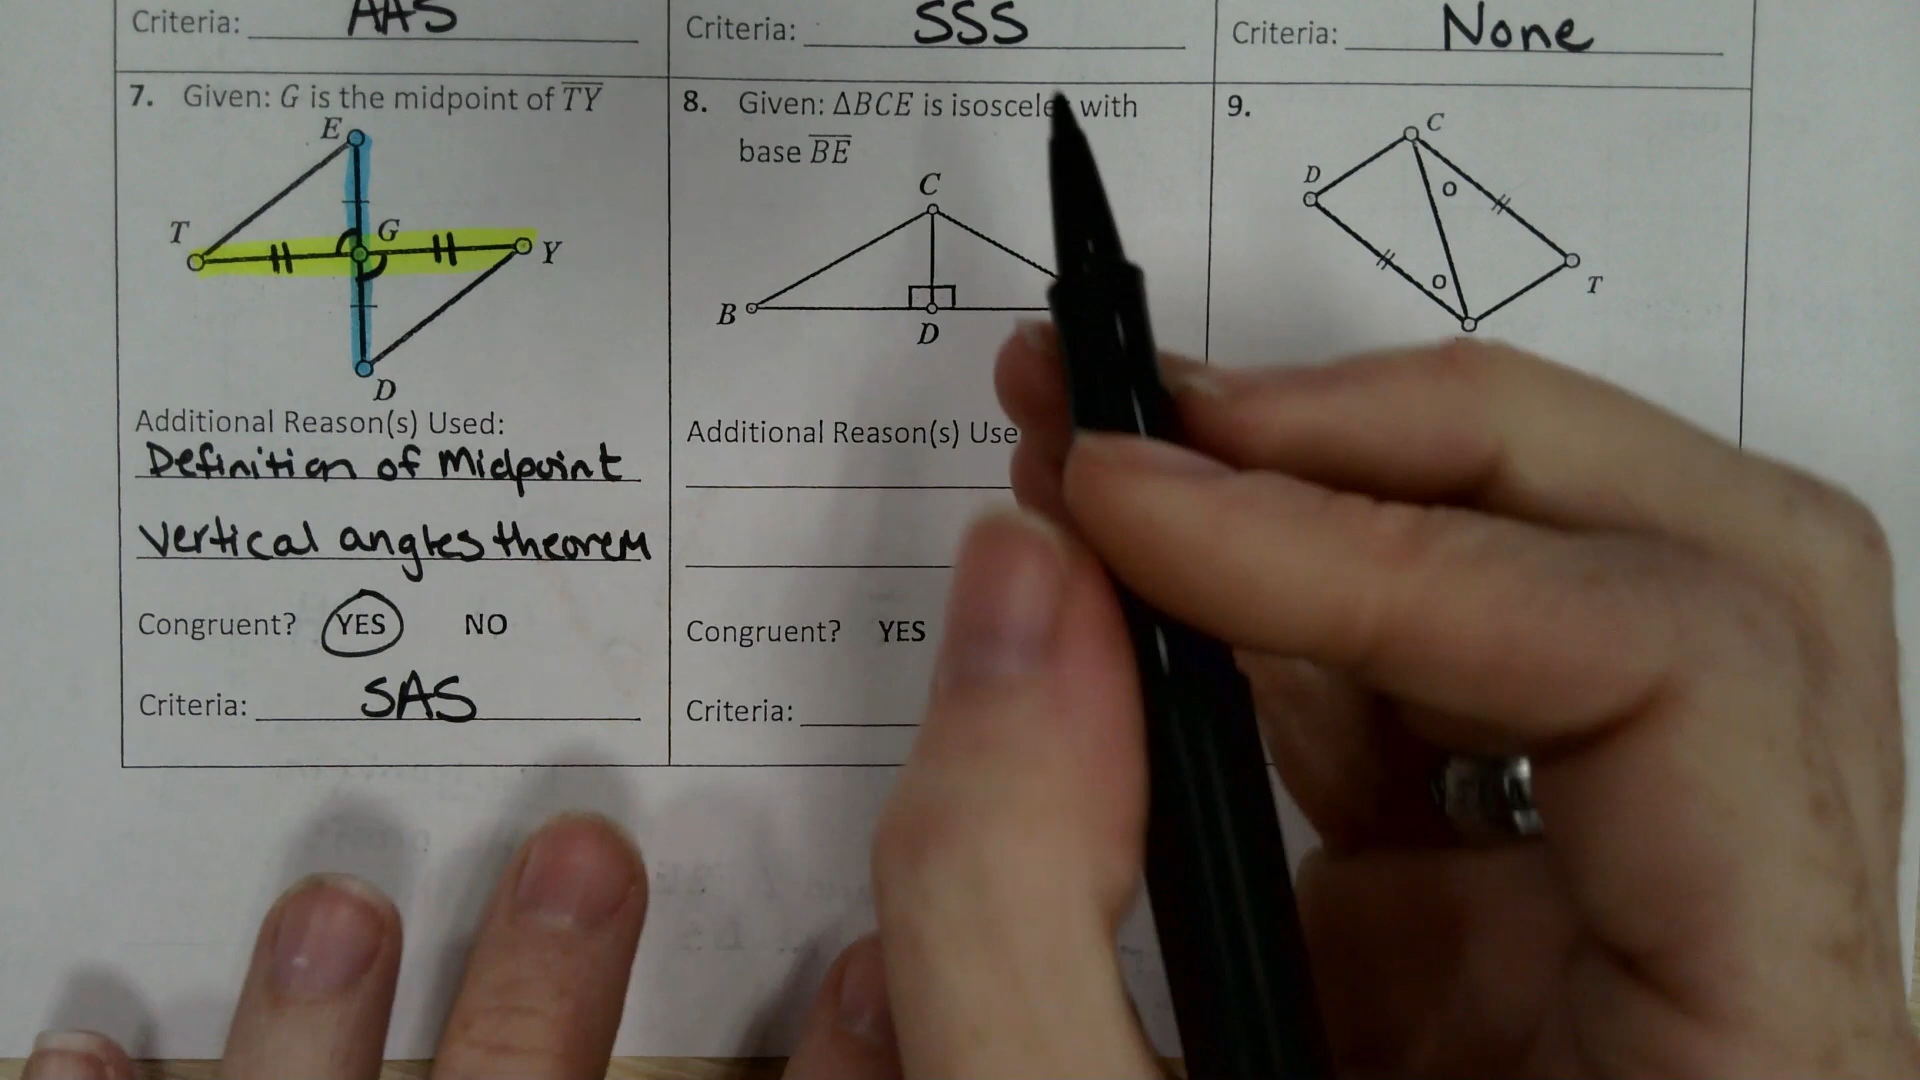 Criteria: AAS
Criteria: SSS
Criteria: None
7. Given: G is the midpoint of TY
E
T
G
Y
D
Additional Reason(s) Used:
Definition of Midpoint
Vertical angles theorem
Congruent? YES NO
Criteria: SAS
8. Given: ΔBCE is isosceles with
base BE
C
B
D
Additional Reason(s)
Congruent? YES
Criteria:
9.
C
D
T